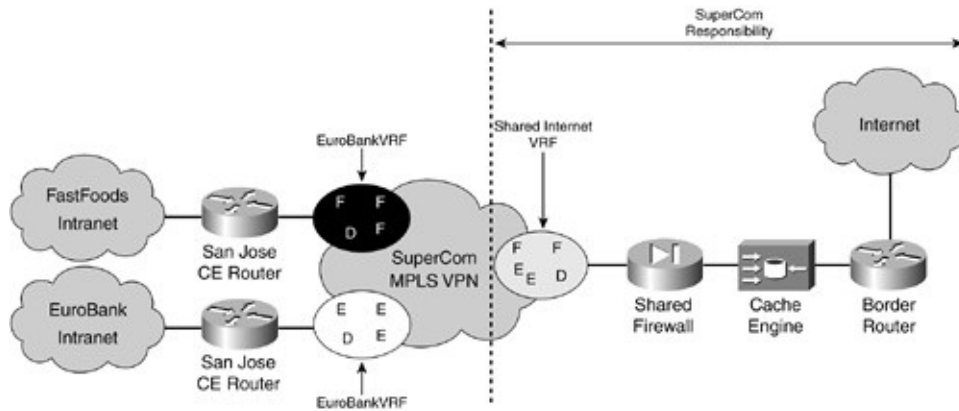 SuperCom
Responsibility
Shared Internet
VRF
Internet
EuroBankVRF
FastFoods
Intranet
San Jose
CE Router
F F
D F
SuperCom
MPLS VPN
F F
E E D
Shared
Firewall
Cache
Engine
Border
Router
EuroBank
Intranet
San Jose
CE Router
E E
D E
EuroBankVRF